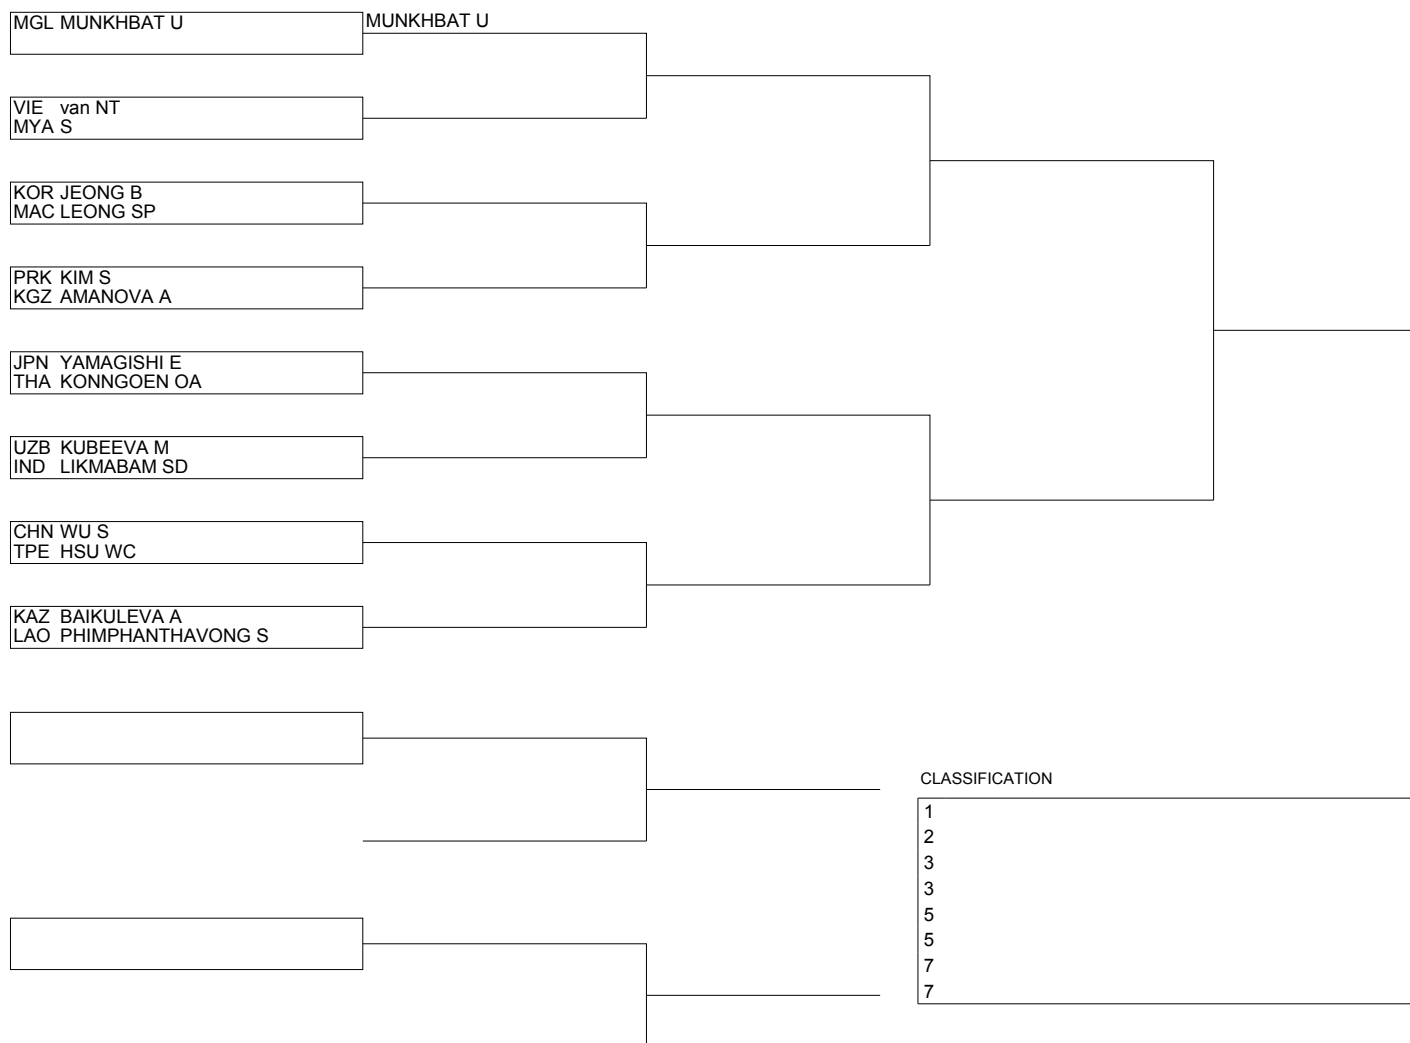 MGL MUNKHBAT U
MUNKHBAT U
VIE van NT
MYA S
KOR JEONG B
MAC LEONG SP
PRK KIM S
KGZ AMANOVA A
JPN YAMAGISHI E
THA KONNGOEN OA
UZB KUBEEVA M
IND LIKMABAM SD
CHN WU S
TPE HSU WC
KAZ BAIKULEVA A
LAO PHIMPHANTHAVONG S
CLASSIFICATION
1
2
3
3
5
5
7
7